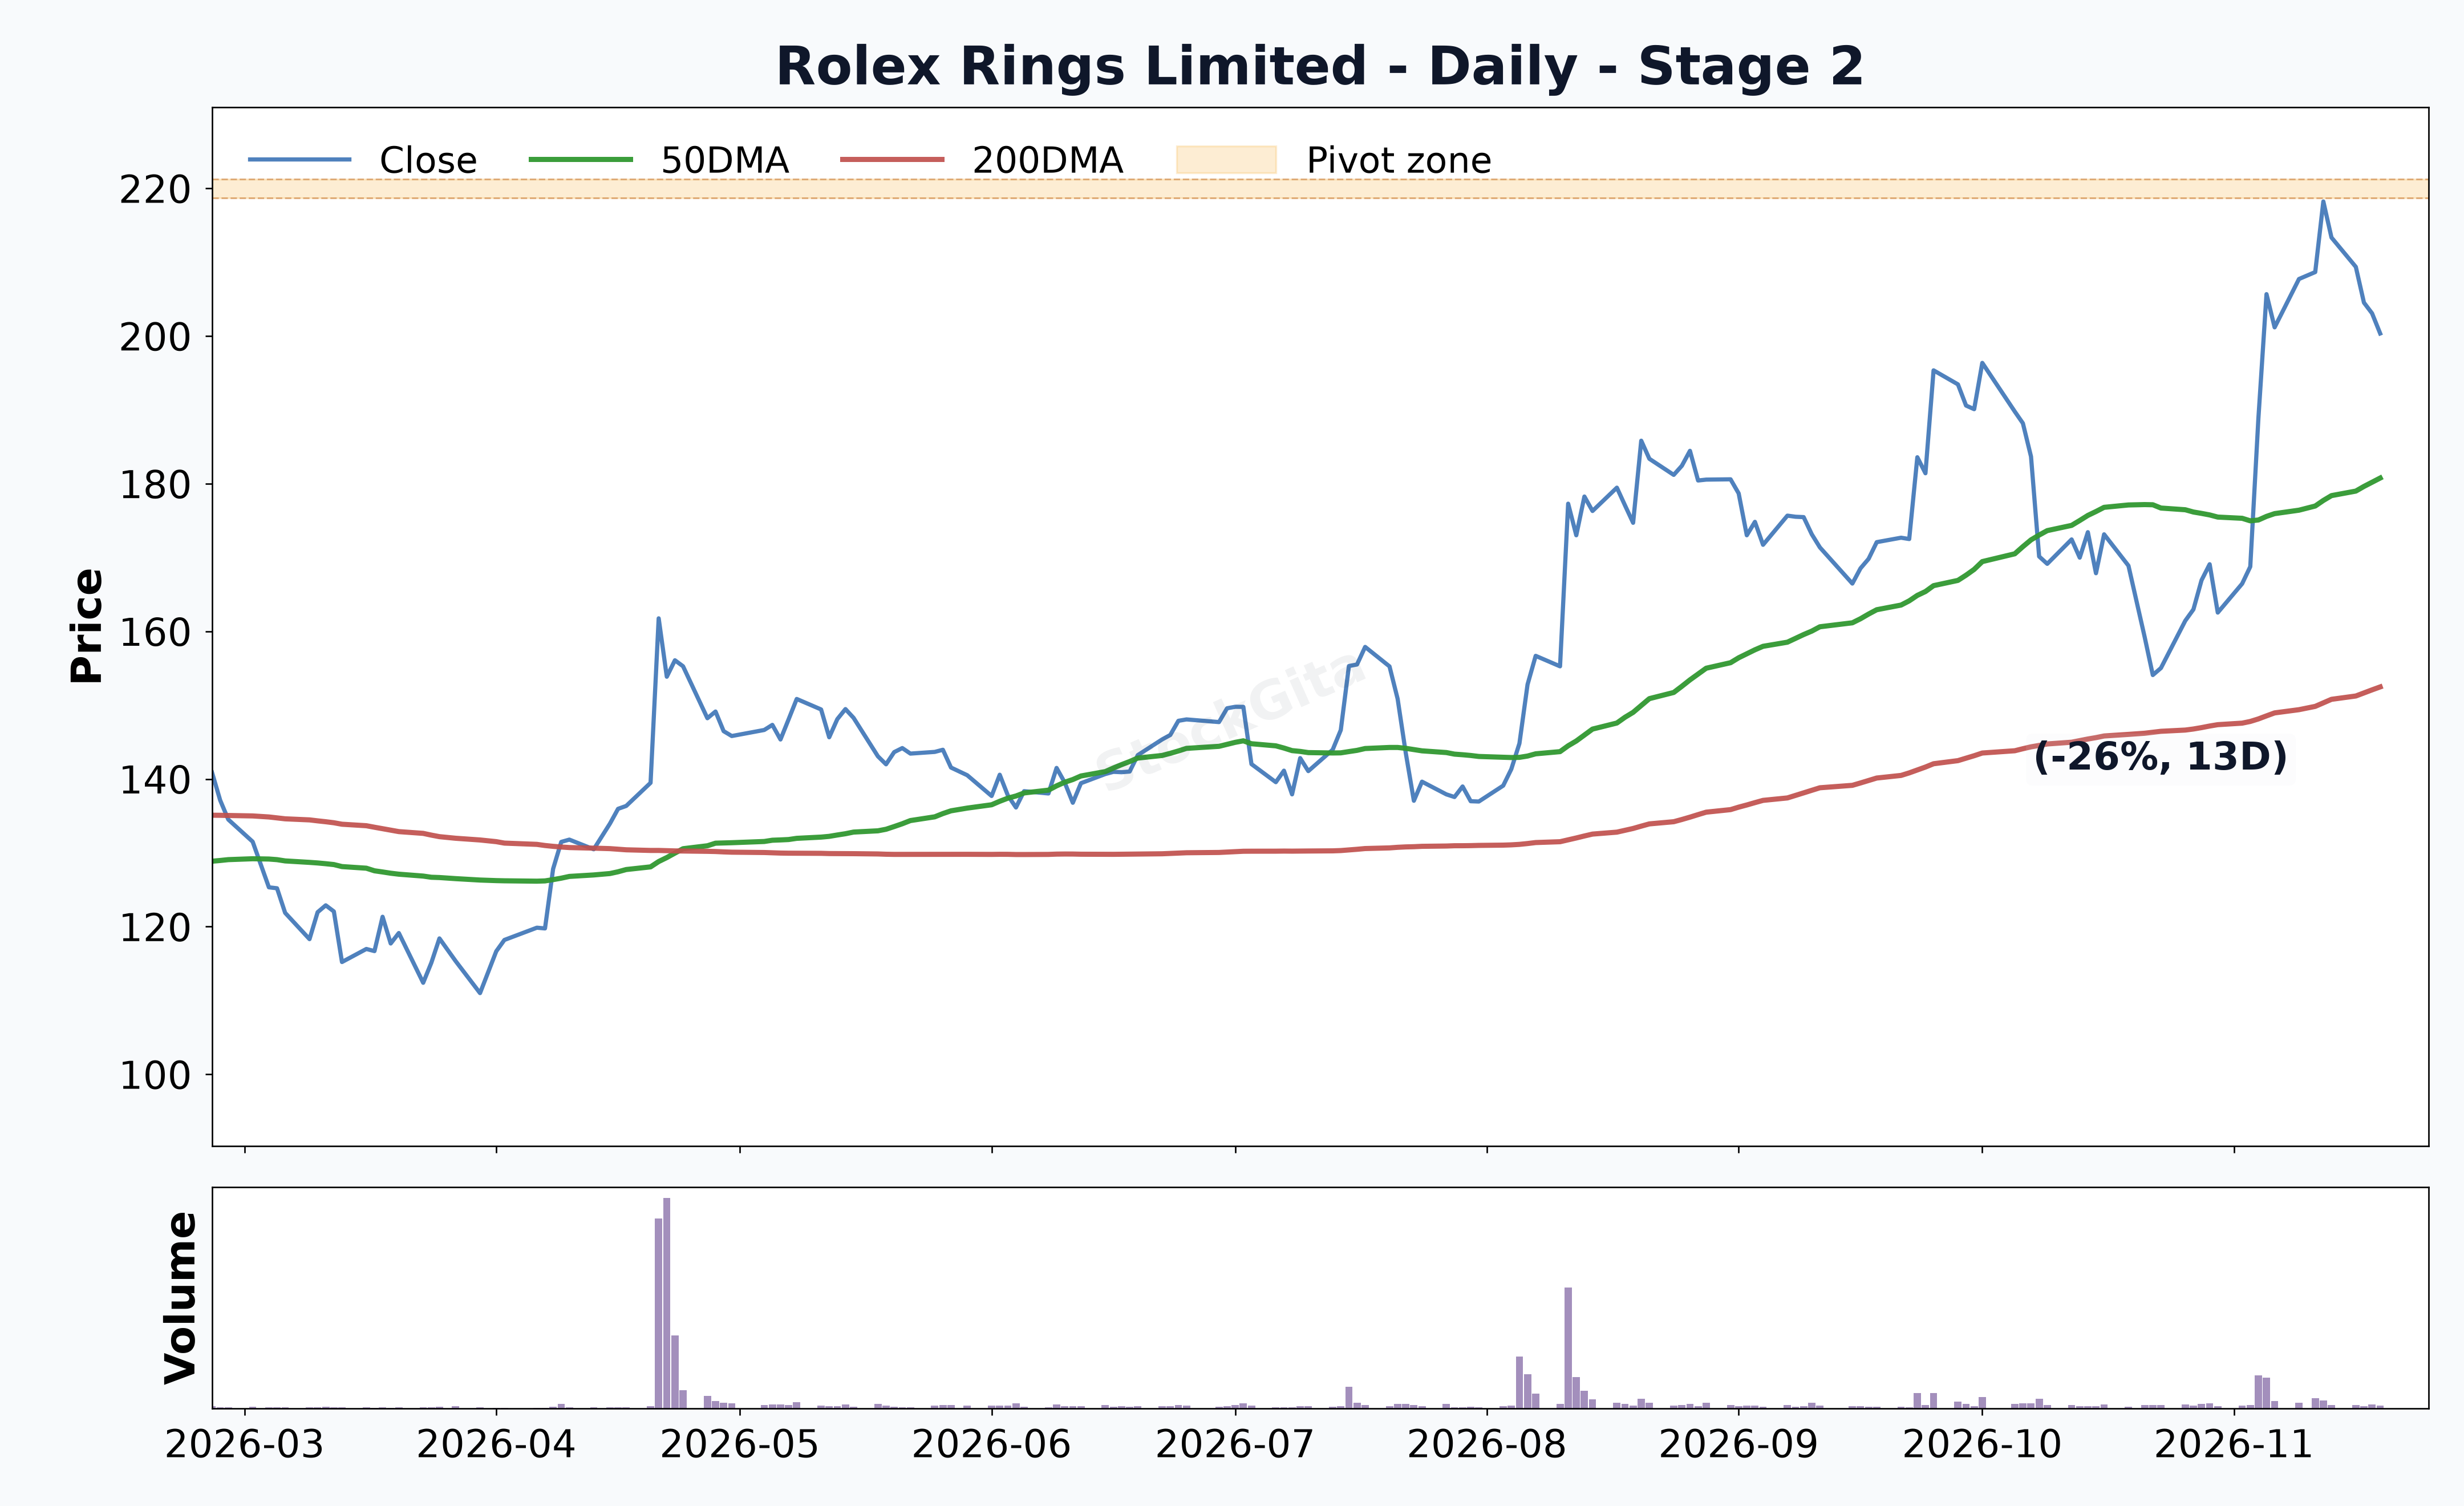 Rolex Rings Limited - Daily - Stage 2
Close 50DMA 200DMA Pivot zone
220
200
180
160
140
120
100
Price
StockGita
(-26%, 13D)
Volume
2026-03 2026-04 2026-05 2026-06 2026-07 2026-08 2026-09 2026-10 2026-11